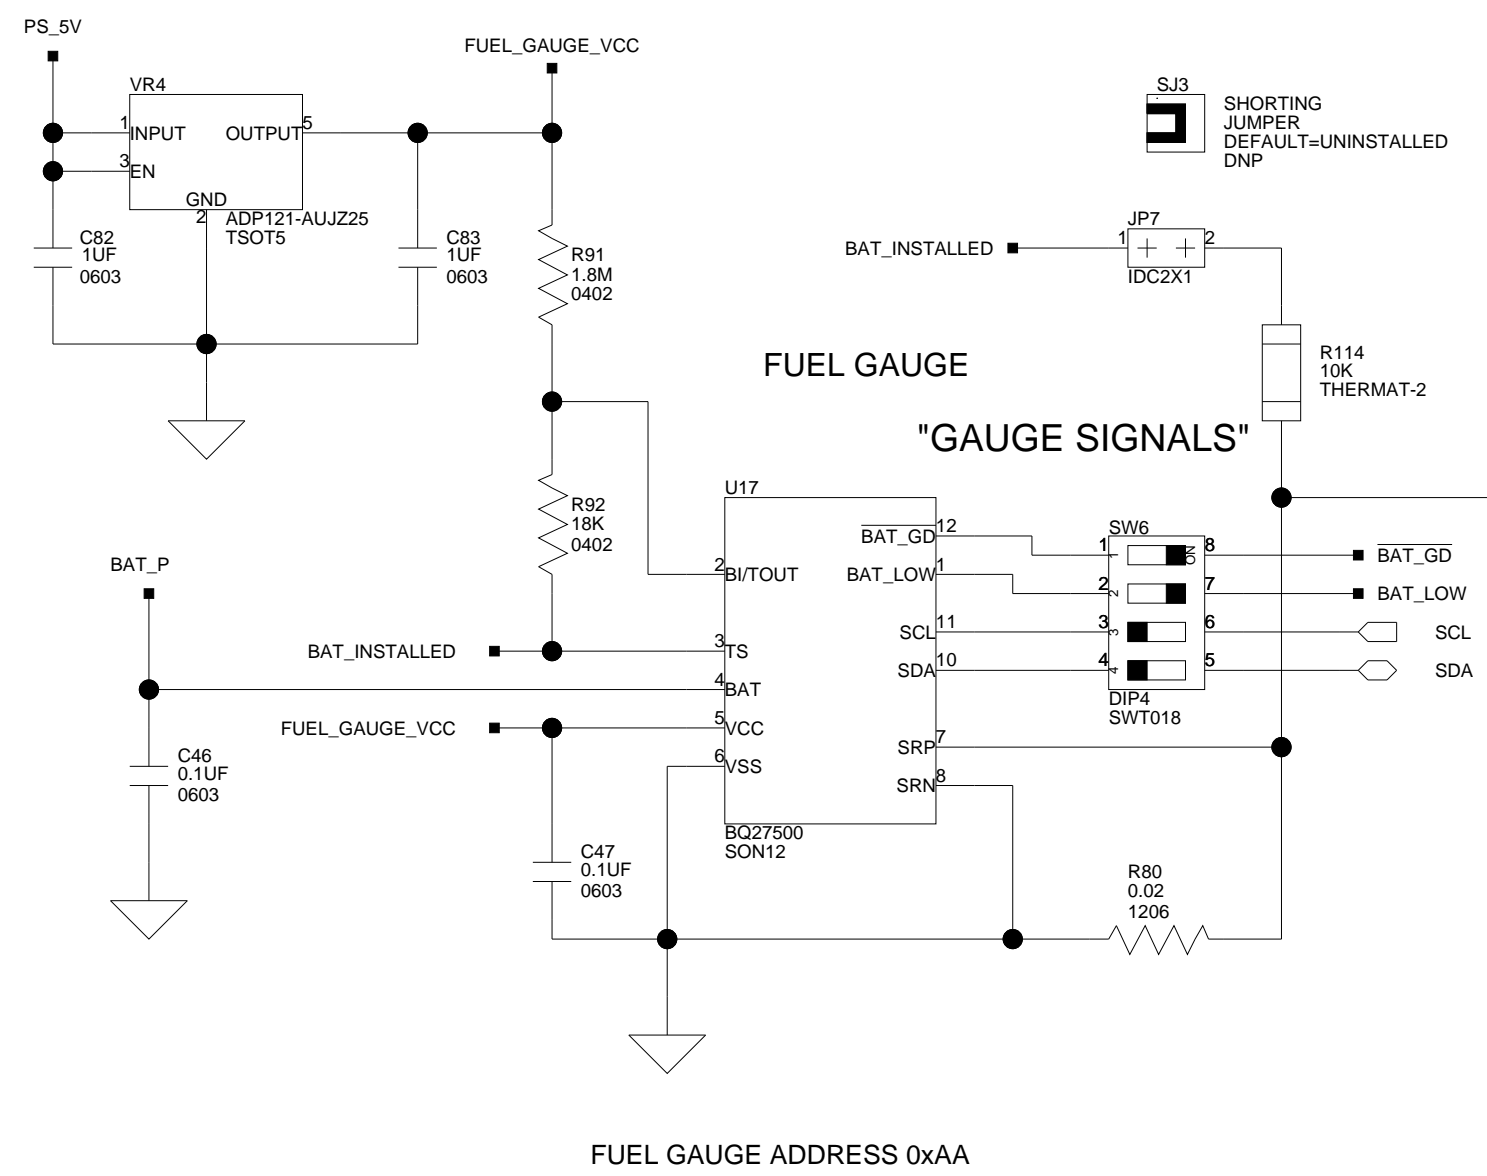 PS_5V
FUEL_GAUGE_VCC
VR4
1 INPUT OUTPUT 5
3 EN
GND
2
ADP121-AUJZ25
TSOT5
C82
1UF
0603
C83
1UF
0603
R91
1.8M
0402
SJ3
SHORTING
JUMPER
DEFAULT=UNINSTALLED
DNP
JP7
BAT_INSTALLED 1 2
IDC2X1
R114
10K
THERMAT-2
FUEL GAUGE
"GAUGE SIGNALS"
R92
18K
0402
BAT_P
U17
BAT_GD 12
2 BI/TOUT BAT_LOW 1
SCL 11
BAT_INSTALLED 3 TS
SDA 10
4 BAT
FUEL_GAUGE_VCC 5 VCC
SRP 7
6 VSS
SRN 8
BQ27500
SON12
SW6
1 1 ON 8 BAT_GD
2 2 7 BAT_LOW
3 3 6 SCL
4 4 5 SDA
DIP4
SWT018
C46
0.1UF
0603
C47
0.1UF
0603
R80
0.02
1206
FUEL GAUGE ADDRESS 0xAA